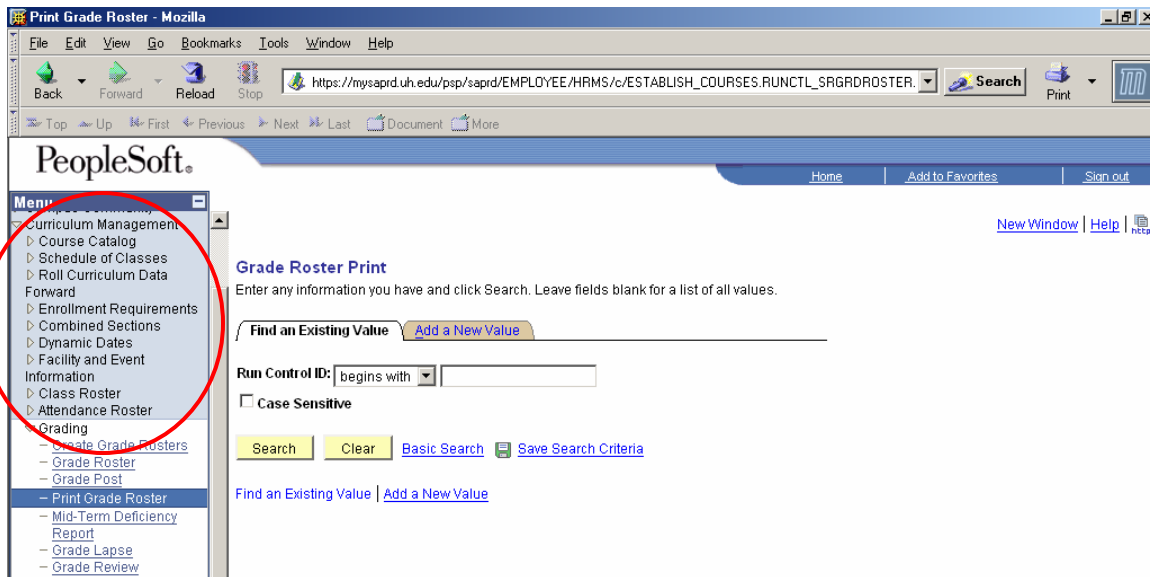 Print Grade Roster - Mozilla
File Edit View Go Bookmarks Tools Window Help
Back Forward Reload Stop https://mysaprd.uh.edu/psp/saprd/EMPLOYEE/HRMS/c/ESTABLISH_COURSES.RUNCTL_SRGRDROSTER. Search Print
Top Up First Previous Next Last Document More
PeopleSoft®
Home Add to Favorites Sign out
Menu
New Window | Help | http
Curriculum Management
Course Catalog
Schedule of Classes
Roll Curriculum Data
Forward
Enrollment Requirements
Combined Sections
Dynamic Dates
Facility and Event
Information
Class Roster
Attendance Roster
Grading
– Create Grade Rosters
– Grade Roster
– Grade Post
– Print Grade Roster
– Mid-Term Deficiency
Report
– Grade Lapse
– Grade Review
Grade Roster Print
Enter any information you have and click Search. Leave fields blank for a list of all values.
Find an Existing Value Add a New Value
Run Control ID: begins with
Case Sensitive
Search Clear Basic Search Save Search Criteria
Find an Existing Value | Add a New Value